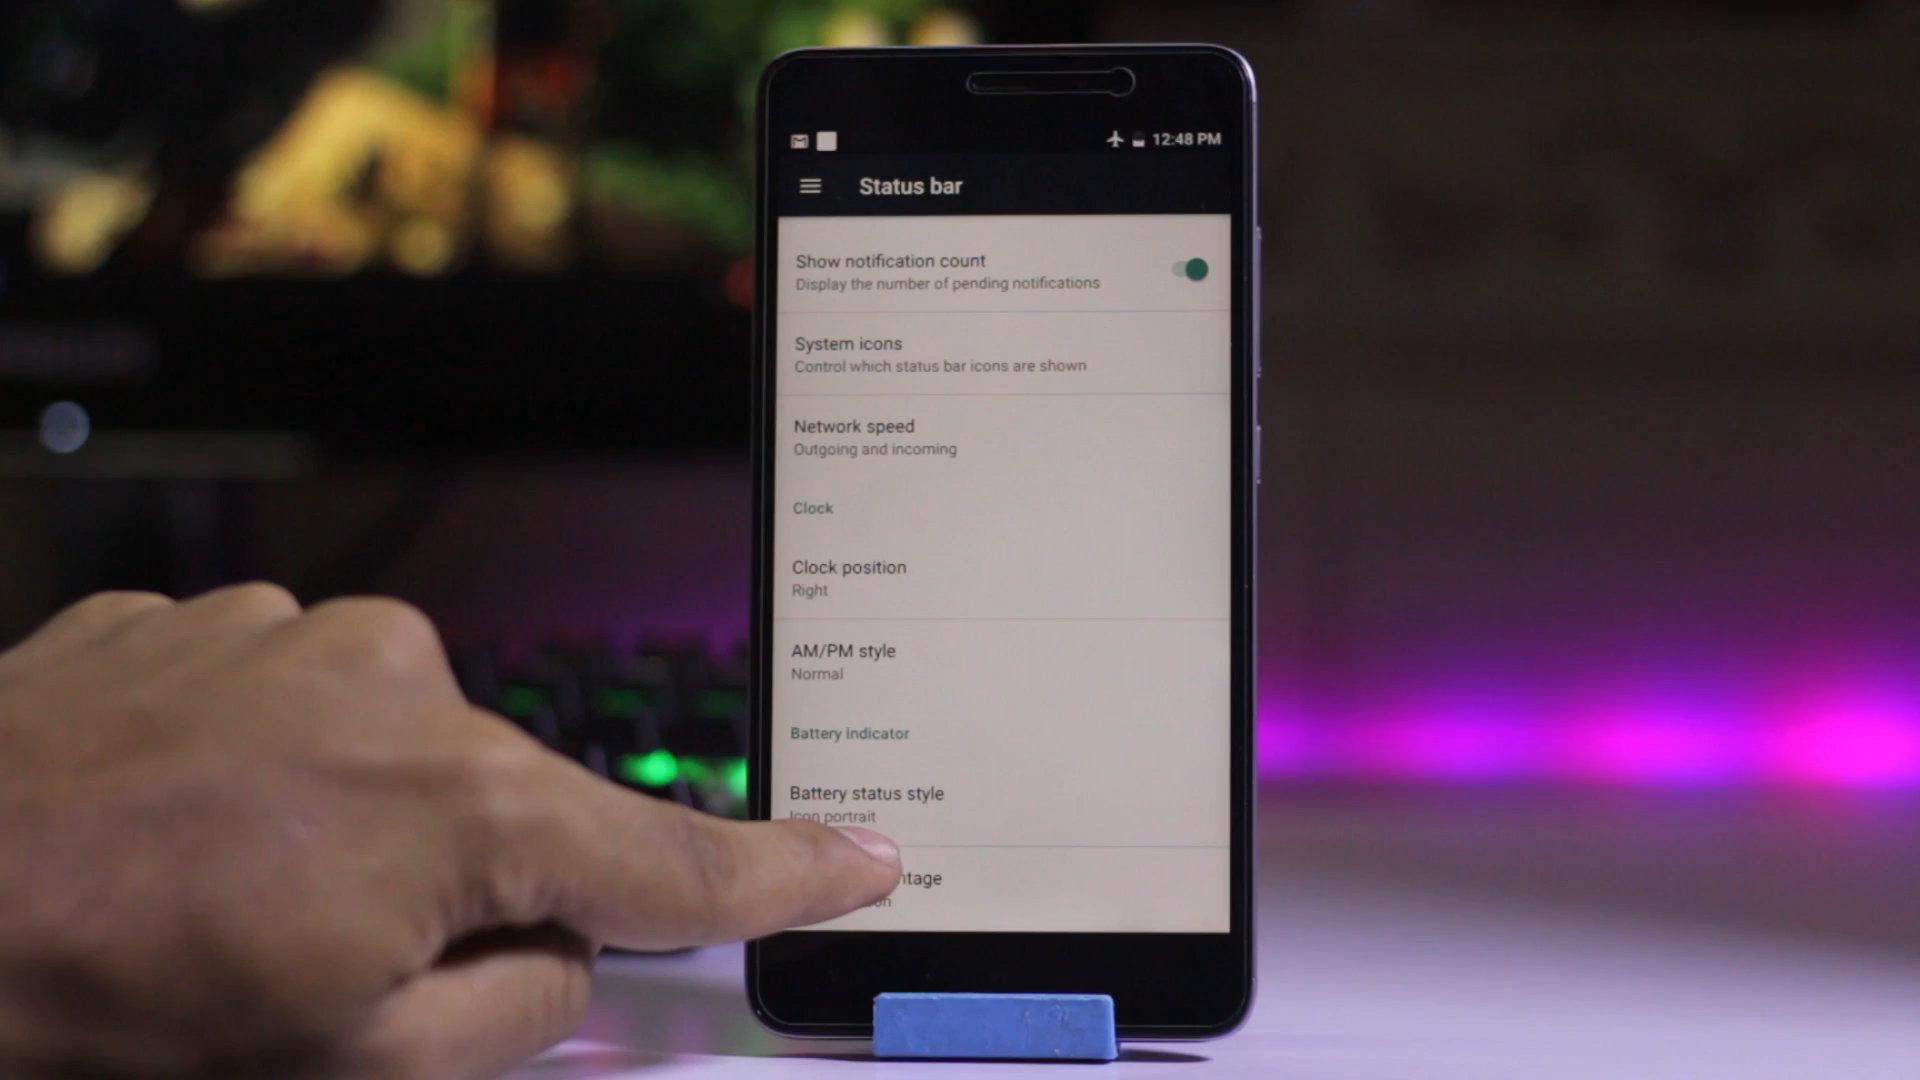 12:48 PM
Status bar
Show notification count
Display the number of pending notifications
System icons
Control which status bar icons are shown
Network speed
Outgoing and incoming
Clock
Clock position
Right
AM/PM style
Normal
Battery indicator
Battery status style
Icon portrait